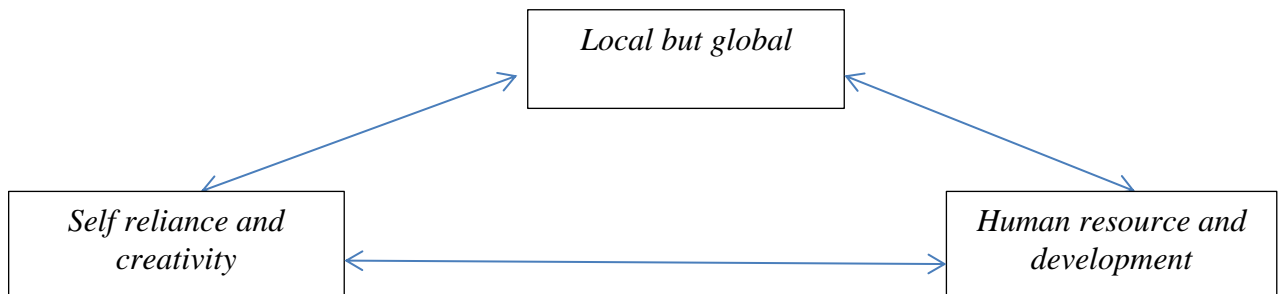 Local but global
Self reliance and
creativity
Human resource and
development